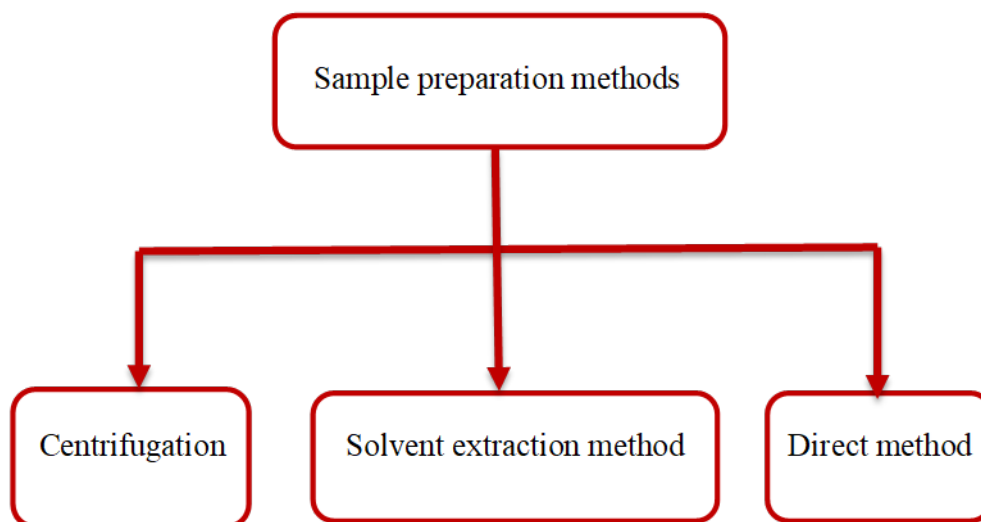 Sample preparation methods
Centrifugation
Solvent extraction method
Direct method